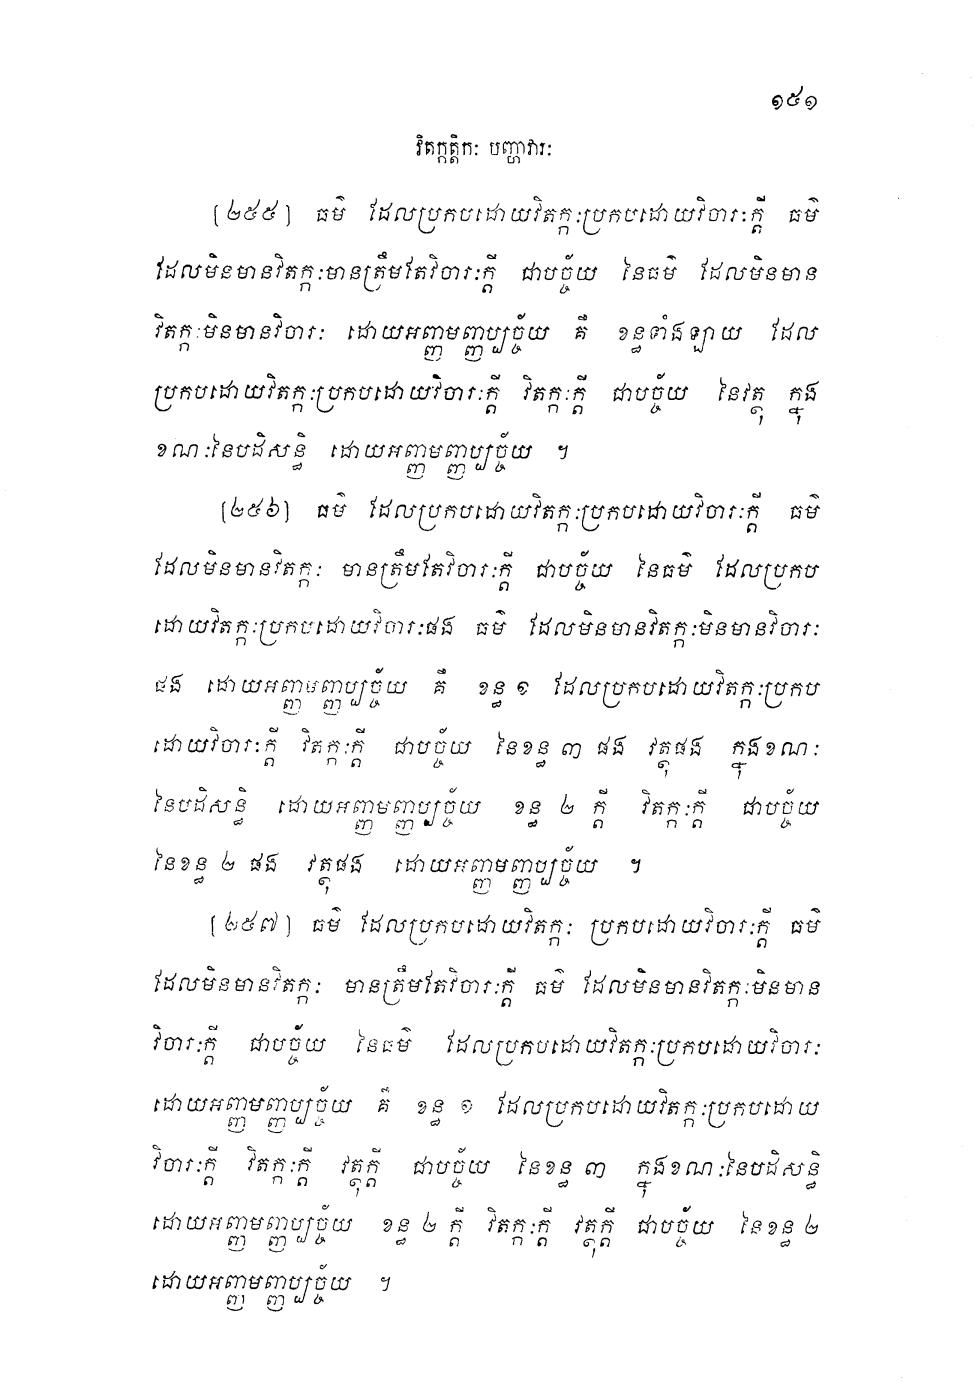 ១៥១
វិតក្កត្តិកៈ បញ្ហាវារៈ
[២៥៥] ធម៌ ដែលប្រកបដោយវិតក្កៈប្រកបដោយវិចារៈក្តី ធម៌
ដែលមិនមានវិតក្កៈមានត្រឹមតែវិចារៈក្តី ជាបច្ច័យ នៃធម៌ ដែលមិនមាន
វិតក្កៈមិនមានវិចារៈ ដោយអញ្ញមញ្ញប្បច្ច័យ គឺ ខន្ធទាំងឡាយ ដែល
ប្រកបដោយវិតក្កៈប្រកបដោយវិចារៈក្តី វិតក្កៈក្តី ជាបច្ច័យ នៃវត្ថុ ក្នុង
ខណៈនៃបដិសន្ធិ ដោយអញ្ញមញ្ញប្បច្ច័យ ។
[២៥៦] ធម៌ ដែលប្រកបដោយវិតក្កៈប្រកបដោយវិចារៈក្តី ធម៌
ដែលមិនមានវិតក្កៈ មានត្រឹមតែវិចារៈក្តី ជាបច្ច័យ នៃធម៌ ដែលប្រកប
ដោយវិតក្កៈប្រកបដោយវិចារៈផង ធម៌ ដែលមិនមានវិតក្កៈមិនមានវិចារៈ
ផង ដោយអញ្ញមញ្ញប្បច្ច័យ គឺ ខន្ធ ១ ដែលប្រកបដោយវិតក្កៈប្រកប
ដោយវិចារៈក្តី វិតក្កៈក្តី ជាបច្ច័យ នៃខន្ធ ៣ ផង វត្ថុផង ក្នុងខណៈ
នៃបដិសន្ធិ ដោយអញ្ញមញ្ញប្បច្ច័យ ខន្ធ ២ ក្តី វិតក្កៈក្តី ជាបច្ច័យ
នៃខន្ធ ២ ផង វត្ថុផង ដោយអញ្ញមញ្ញប្បច្ច័យ ។
[២៥៧] ធម៌ ដែលប្រកបដោយវិតក្កៈ ប្រកបដោយវិចារៈក្តី ធម៌
ដែលមិនមានវិតក្កៈ មានត្រឹមតែវិចារៈក្តី ធម៌ ដែលមិនមានវិតក្កៈមិនមាន
វិចារៈក្តី ជាបច្ច័យ នៃធម៌ ដែលប្រកបដោយវិតក្កៈប្រកបដោយវិចារៈ
ដោយអញ្ញមញ្ញប្បច្ច័យ គឺ ខន្ធ ១ ដែលប្រកបដោយវិតក្កៈប្រកបដោយ
វិចារៈក្តី វិតក្កៈក្តី វត្ថុក្តី ជាបច្ច័យ នៃខន្ធ ៣ ក្នុងខណៈនៃបដិសន្ធិ
ដោយអញ្ញមញ្ញប្បច្ច័យ ខន្ធ ២ ក្តី វិតក្កៈក្តី វត្ថុក្តី ជាបច្ច័យ នៃខន្ធ ២
ដោយអញ្ញមញ្ញប្បច្ច័យ ។